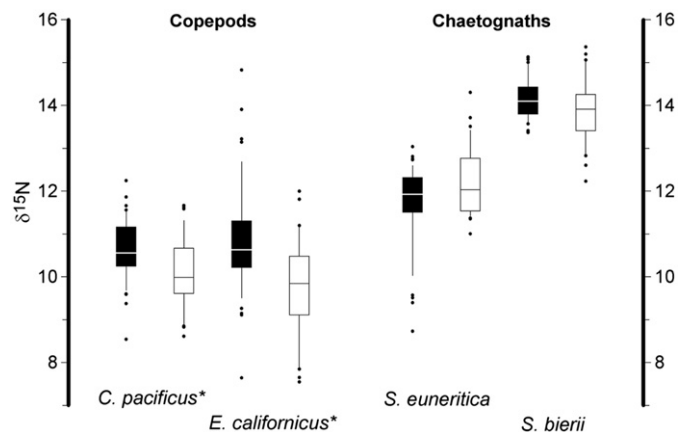 16 Copepods Chaetognaths 16
14 14
12 12
δ15N
10 10
8 8
C. pacificus* S. euneritica
E. californicus* S. bierii